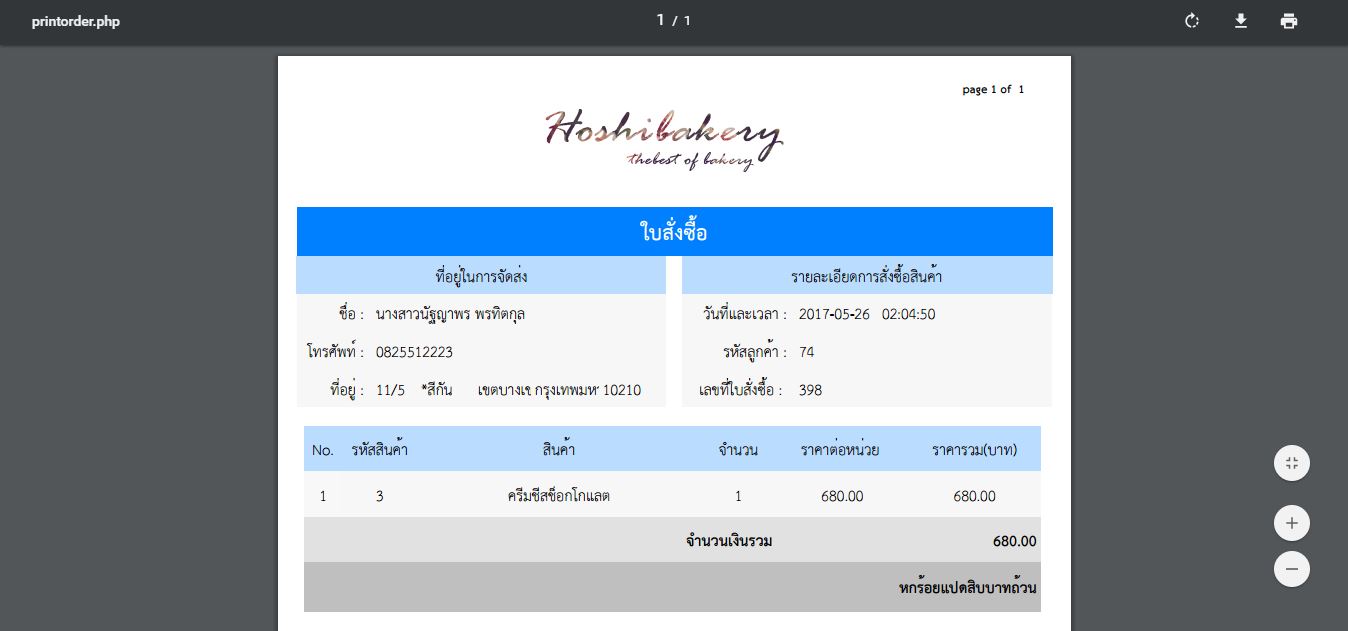 printorder.php
1 / 1
page 1 of 1
Hoshibakery
thebest of bakery
ใบสั่งซื้อ
ที่อยู่ในการจัดส่ง
ชื่อ : นางสาวนัฐญาพร พรทิตกุล
โทรศัพท์ : 0825512223
ที่อยู่ : 11/5 *สีกัน เขตบางเข กรุงเทพมห 10210
รายละเอียดการสั่งซื้อสินค้า
วันที่และเวลา : 2017-05-26 02:04:50
รหัสลูกค้า : 74
เลขที่ใบสั่งซื้อ : 398
No. รหัสสินค้า สินค้า จำนวน ราคาต่อหน่วย ราคารวม(บาท)
1 3 ครีมชีสช็อกโกแลต 1 680.00 680.00
จำนวนเงินรวม 680.00
หกร้อยแปดสิบบาทถ้วน